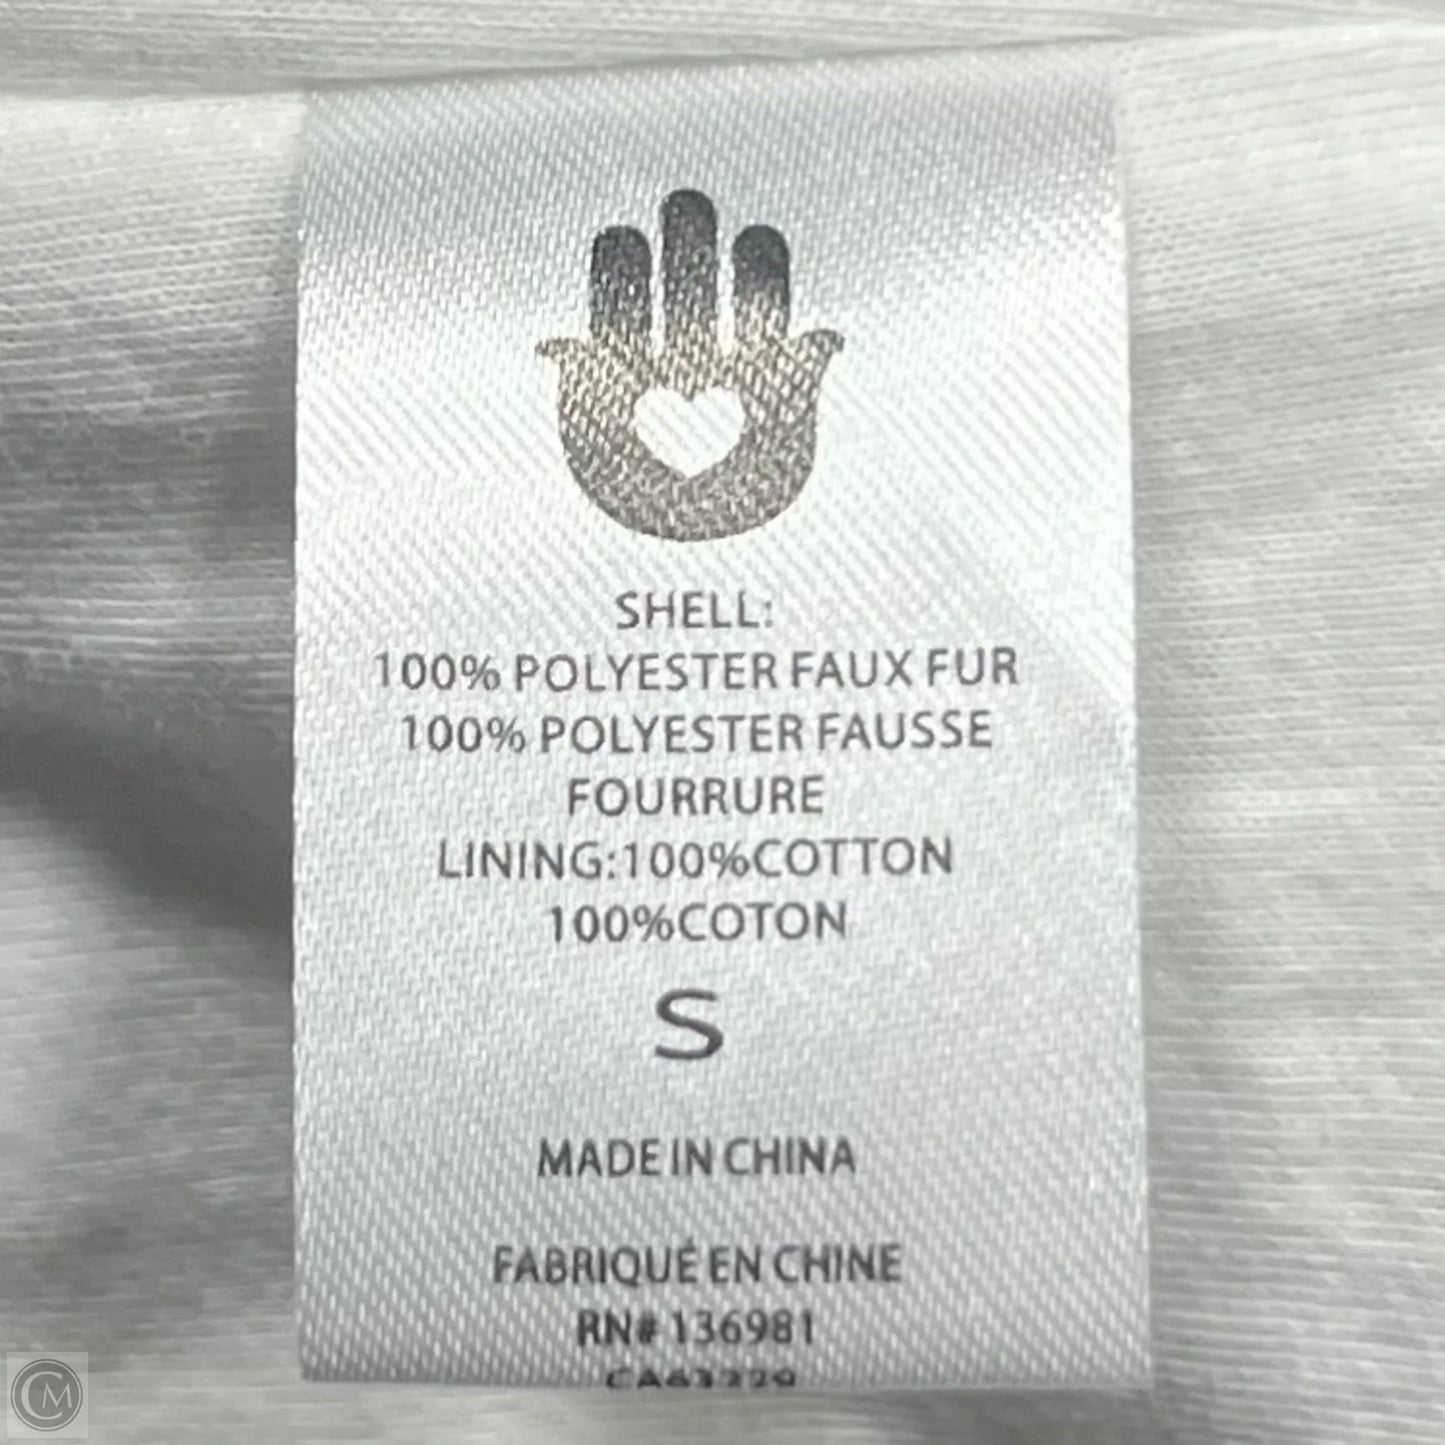 SHELL:
100% POLYESTER FAUX FUR
100% POLYESTER FAUSSE
FOURRURE
LINING:100%COTTON
100%COTON
S
MADE IN CHINA
FABRIQUÉ EN CHINE
RN# 136981
CM